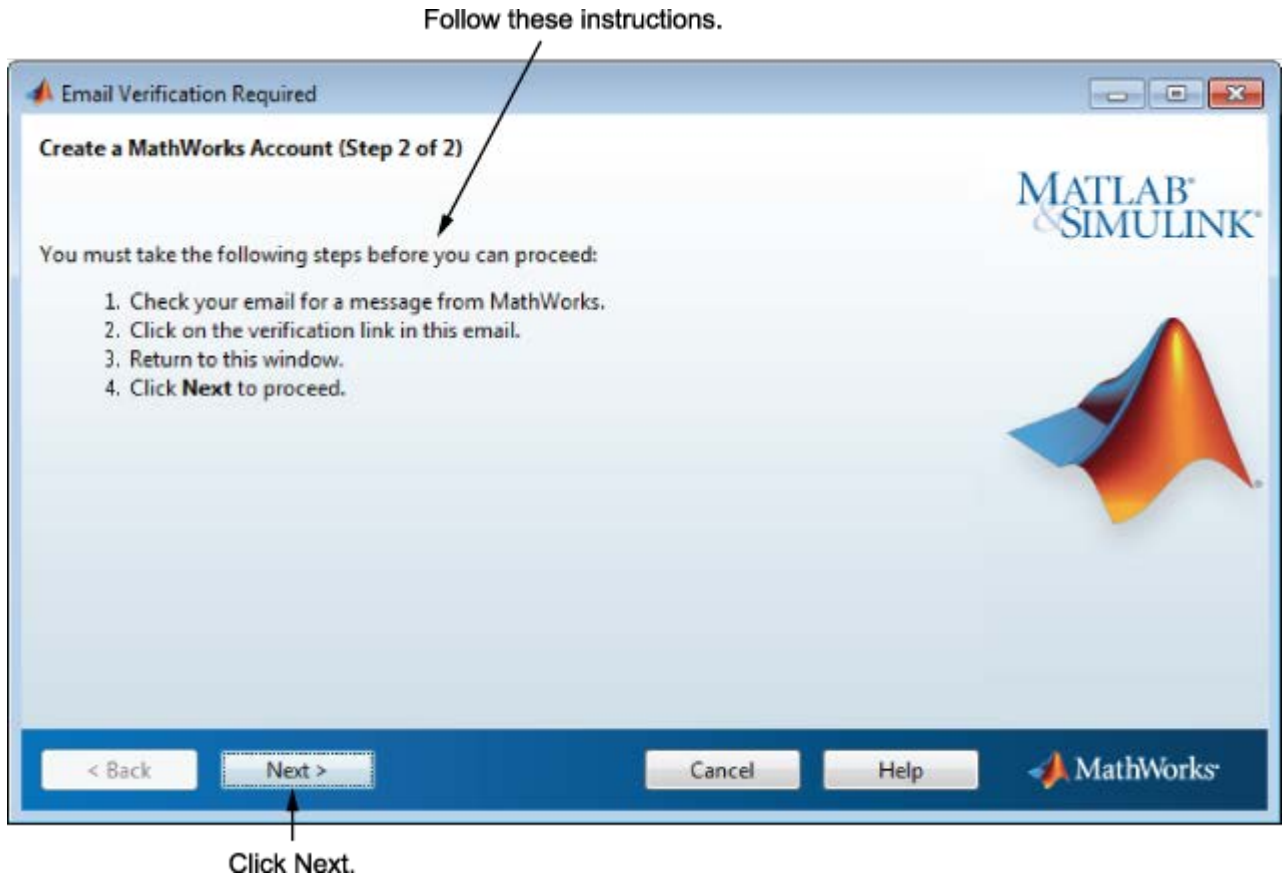 Follow these instructions.
Email Verification Required
Create a MathWorks Account (Step 2 of 2)
MATLAB®
&SIMULINK®
You must take the following steps before you can proceed:
1. Check your email for a message from MathWorks.
2. Click on the verification link in this email.
3. Return to this window.
4. Click Next to proceed.
< Back Next > Cancel Help MathWorks®
Click Next.